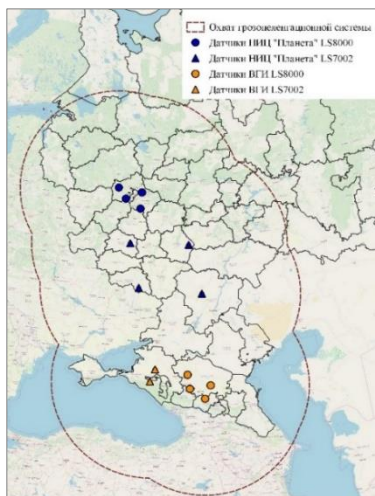 Охват грозопеленгационной системы
Датчики НИЦ "Планета" LS8000
Датчики НИЦ "Планета" LS7002
Датчики ВГИ LS8000
Датчики ВГИ LS7002